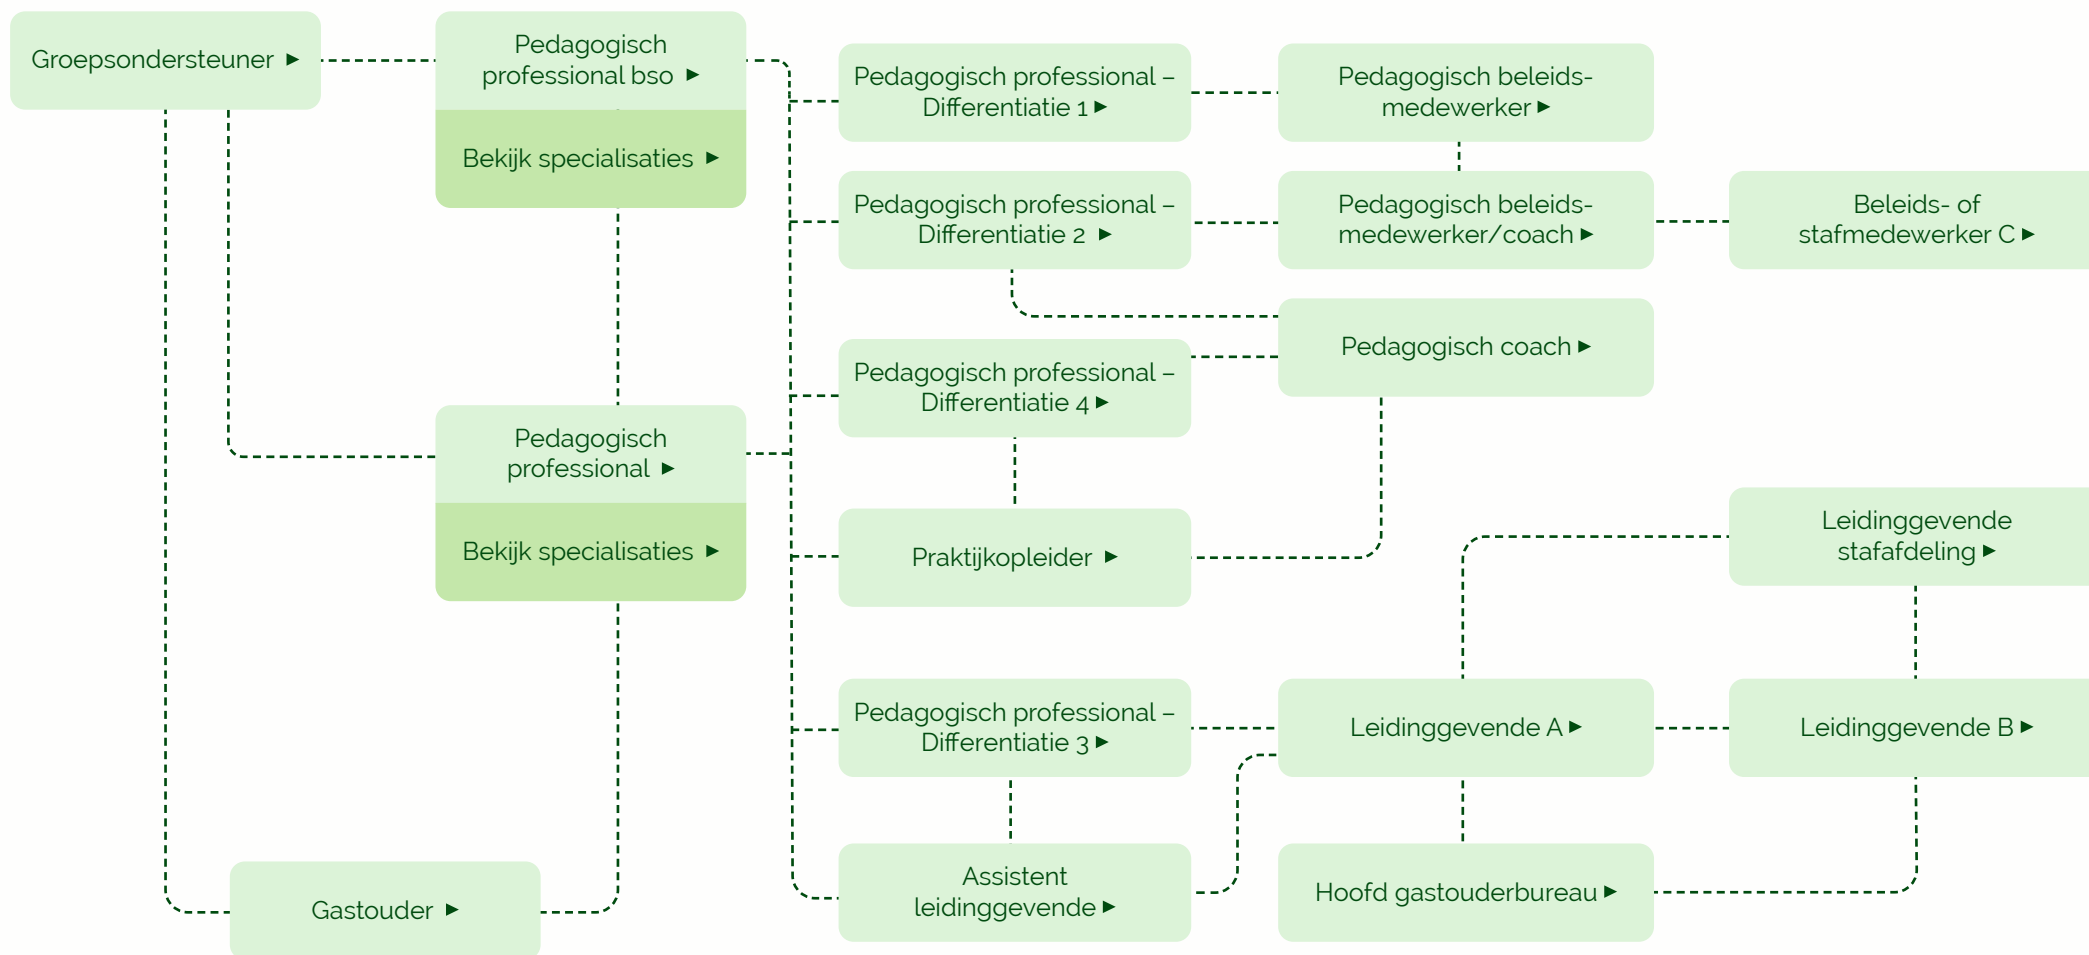 Groepsondersteuner ►
Pedagogisch
professional bso ►
Bekijk specialisaties ►
Pedagogisch
professional ►
Bekijk specialisaties ►
Gastouder ►
Pedagogisch professional –
Differentiatie 1 ►
Pedagogisch professional –
Differentiatie 2 ►
Pedagogisch professional –
Differentiatie 4 ►
Praktijkopleider ►
Pedagogisch professional –
Differentiatie 3 ►
Assistent
leidinggevende ►
Pedagogisch beleids-
medewerker ►
Pedagogisch beleids-
medewerker/coach ►
Pedagogisch coach ►
Leidinggevende A ►
Hoofd gastouderbureau ►
Beleids- of
stafmedewerker C ►
Leidinggevende
stafafdeling ►
Leidinggevende B ►